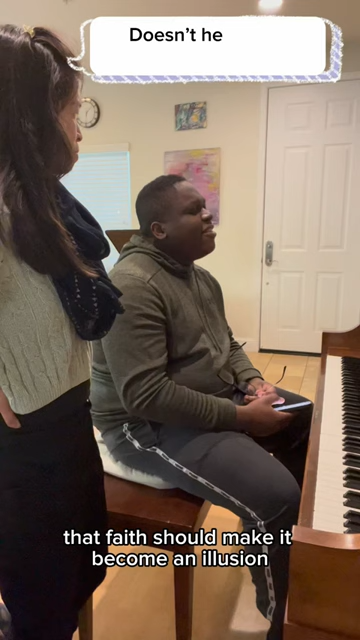 Doesn’t he
that faith should make it
become an illusion